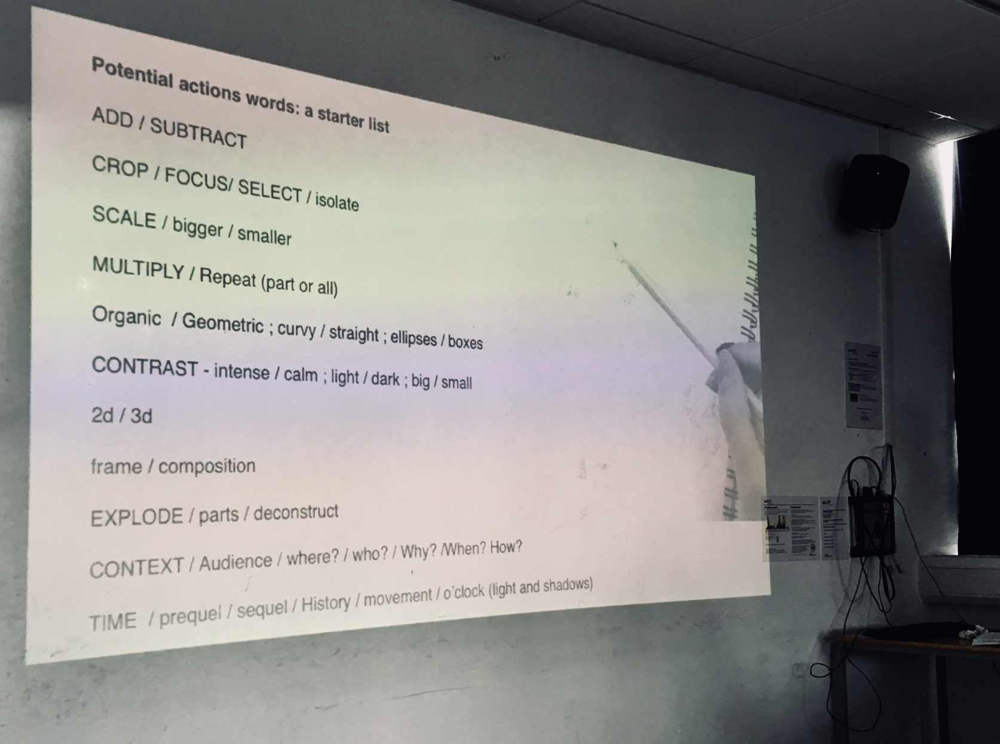 Potential actions words: a starter list
ADD / SUBTRACT
CROP / FOCUS/ SELECT / isolate
SCALE / bigger / smaller
MULTIPLY / Repeat (part or all)
Organic / Geometric ; curvy / straight ; ellipses / boxes
CONTRAST - intense / calm ; light / dark ; big / small
2d / 3d
frame / composition
EXPLODE / parts / deconstruct
CONTEXT / Audience / where? / who? / Why? /When? How?
TIME / prequel / sequel / History / movement / o'clock (light and shadows)